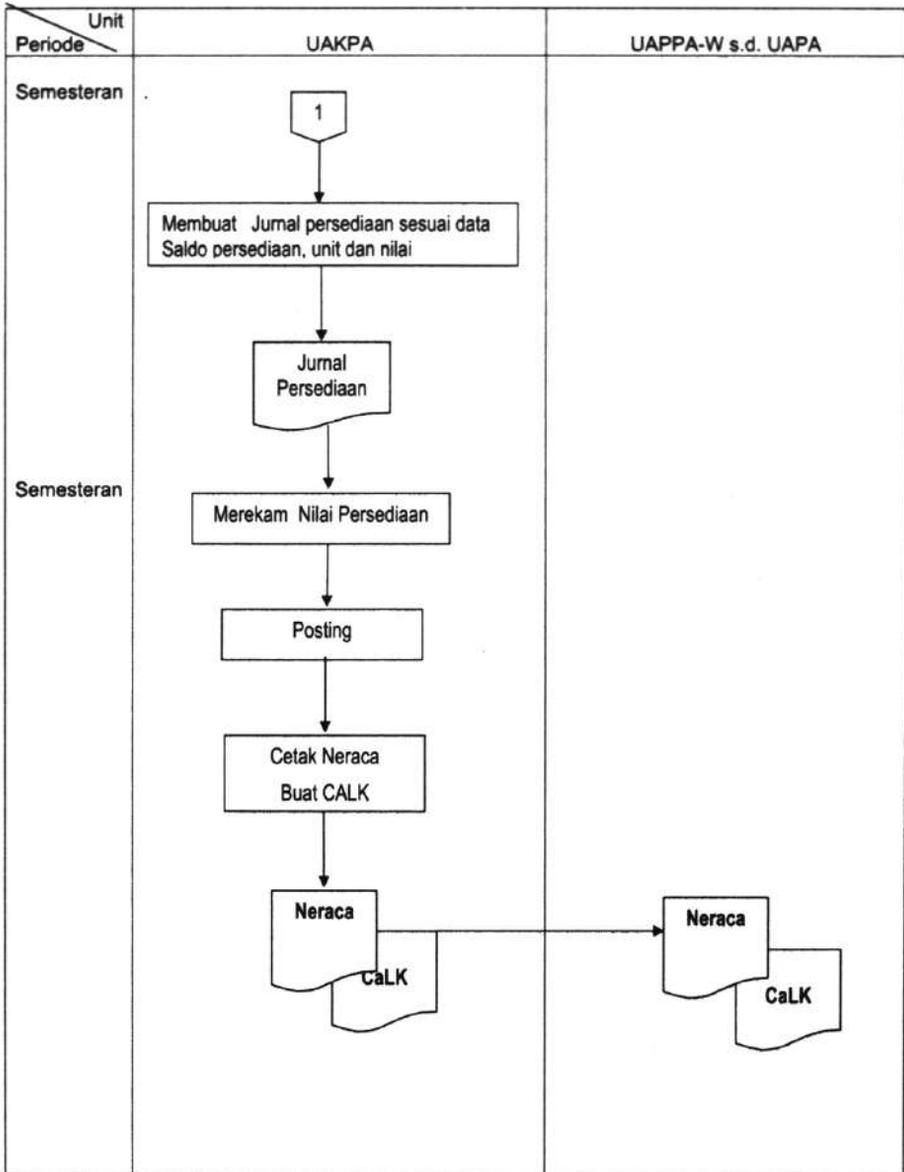 Unit
Periode
UAKPA
UAPPA-W s.d. UAPA
Semesteran
1
Membuat Jurnal persediaan sesuai data
Saldo persediaan, unit dan nilai
Jurnal
Persediaan
Semesteran
Merekam Nilai Persediaan
Posting
Cetak Neraca
Buat CALK
Neraca
CaLK
Neraca
CaLK